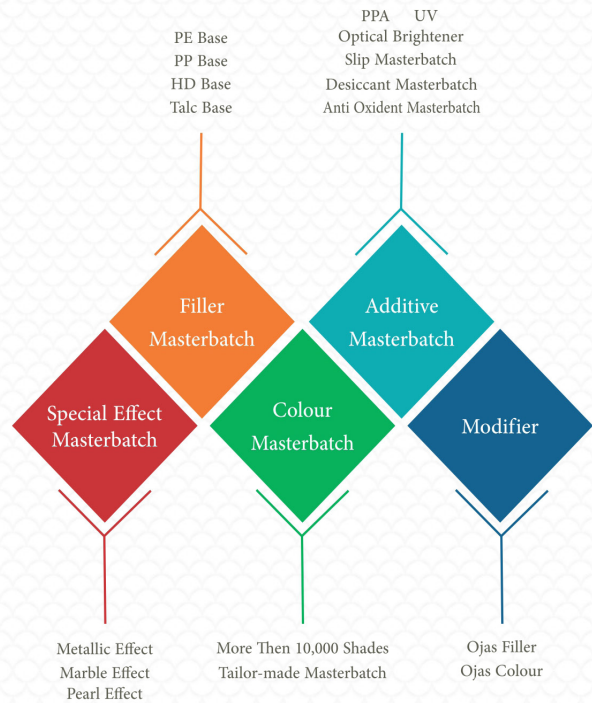 PE Base
PP Base
HD Base
Talc Base
PPA UV
Optical Brightener
Slip Masterbatch
Desiccant Masterbatch
Anti Oxident Masterbatch
Filler
Masterbatch
Additive
Masterbatch
Special Effect
Masterbatch
Colour
Masterbatch
Modifier
Metallic Effect
Marble Effect
Pearl Effect
More Then 10,000 Shades
Tailor-made Masterbatch
Ojas Filler
Ojas Colour